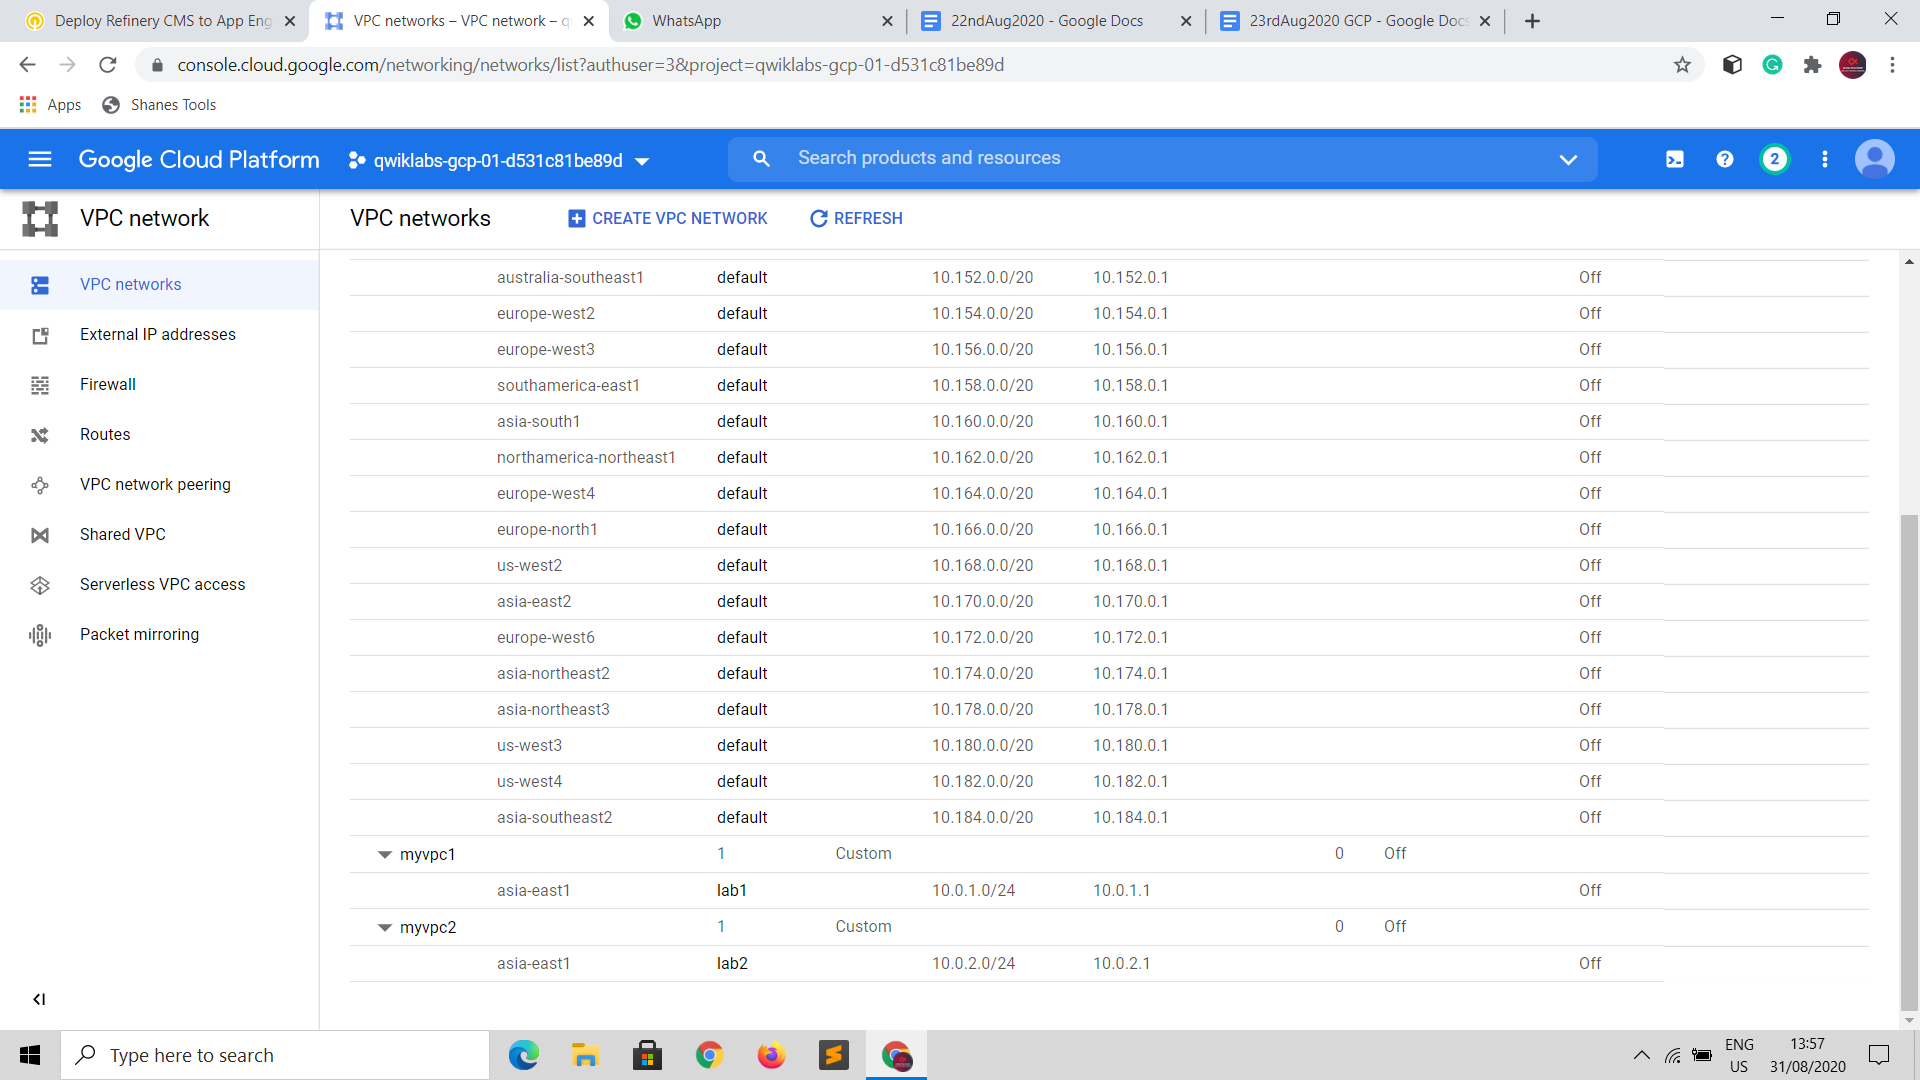 Deploy Refinery CMS to App Eng
VPC networks – VPC network – q
WhatsApp
22ndAug2020 - Google Docs
23rdAug2020 GCP - Google Docs
console.cloud.google.com/networking/networks/list?authuser=3&project=qwiklabs-gcp-01-d531c81be89d
Apps
Shanes Tools
Google Cloud Platform
qwiklabs-gcp-01-d531c81be89d
Search products and resources
2
VPC network
VPC networks
CREATE VPC NETWORK
REFRESH
VPC networks
External IP addresses
Firewall
Routes
VPC network peering
Shared VPC
Serverless VPC access
Packet mirroring
australia-southeast1 default 10.152.0.0/20 10.152.0.1 Off
europe-west2 default 10.154.0.0/20 10.154.0.1 Off
europe-west3 default 10.156.0.0/20 10.156.0.1 Off
southamerica-east1 default 10.158.0.0/20 10.158.0.1 Off
asia-south1 default 10.160.0.0/20 10.160.0.1 Off
northamerica-northeast1 default 10.162.0.0/20 10.162.0.1 Off
europe-west4 default 10.164.0.0/20 10.164.0.1 Off
europe-north1 default 10.166.0.0/20 10.166.0.1 Off
us-west2 default 10.168.0.0/20 10.168.0.1 Off
asia-east2 default 10.170.0.0/20 10.170.0.1 Off
europe-west6 default 10.172.0.0/20 10.172.0.1 Off
asia-northeast2 default 10.174.0.0/20 10.174.0.1 Off
asia-northeast3 default 10.178.0.0/20 10.178.0.1 Off
us-west3 default 10.180.0.0/20 10.180.0.1 Off
us-west4 default 10.182.0.0/20 10.182.0.1 Off
asia-southeast2 default 10.184.0.0/20 10.184.0.1 Off
myvpc1 1 Custom 0 Off
asia-east1 lab1 10.0.1.0/24 10.0.1.1 Off
myvpc2 1 Custom 0 Off
asia-east1 lab2 10.0.2.0/24 10.0.2.1 Off
Type here to search
ENG
US
13:57
31/08/2020